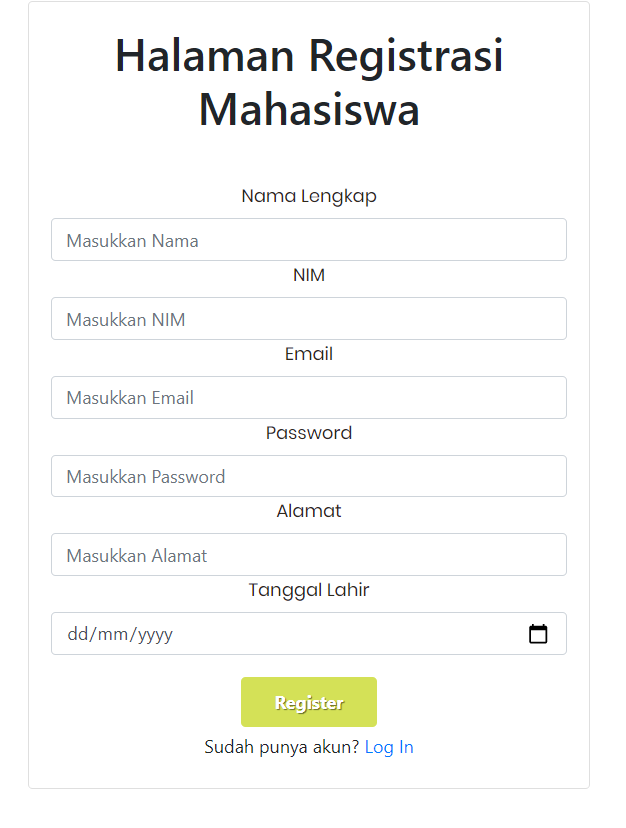 Halaman Registrasi
Mahasiswa
Nama Lengkap
Masukkan Nama
NIM
Masukkan NIM
Email
Masukkan Email
Password
Masukkan Password
Alamat
Masukkan Alamat
Tanggal Lahir
dd/mm/yyyy
Register
Sudah punya akun? Log In